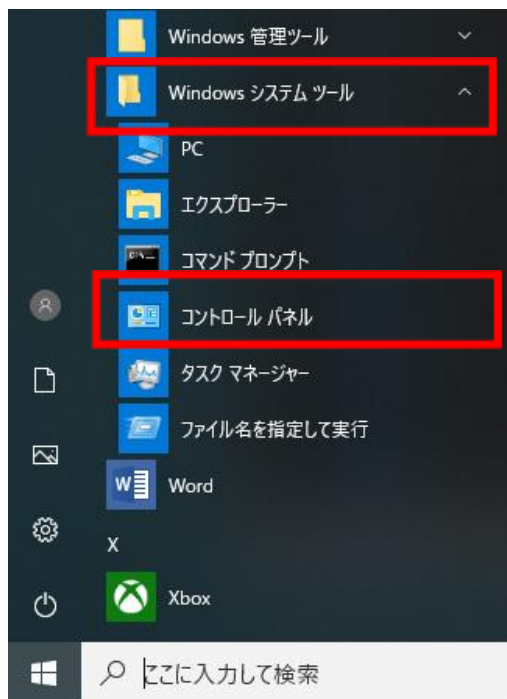 Windows 管理ツール
Windows システム ツール
PC
エクスプローラー
コマンド プロンプト
コントロール パネル
タスク マネージャー
ファイル名を指定して実行
Word
X
Xbox
ここに入力して検索